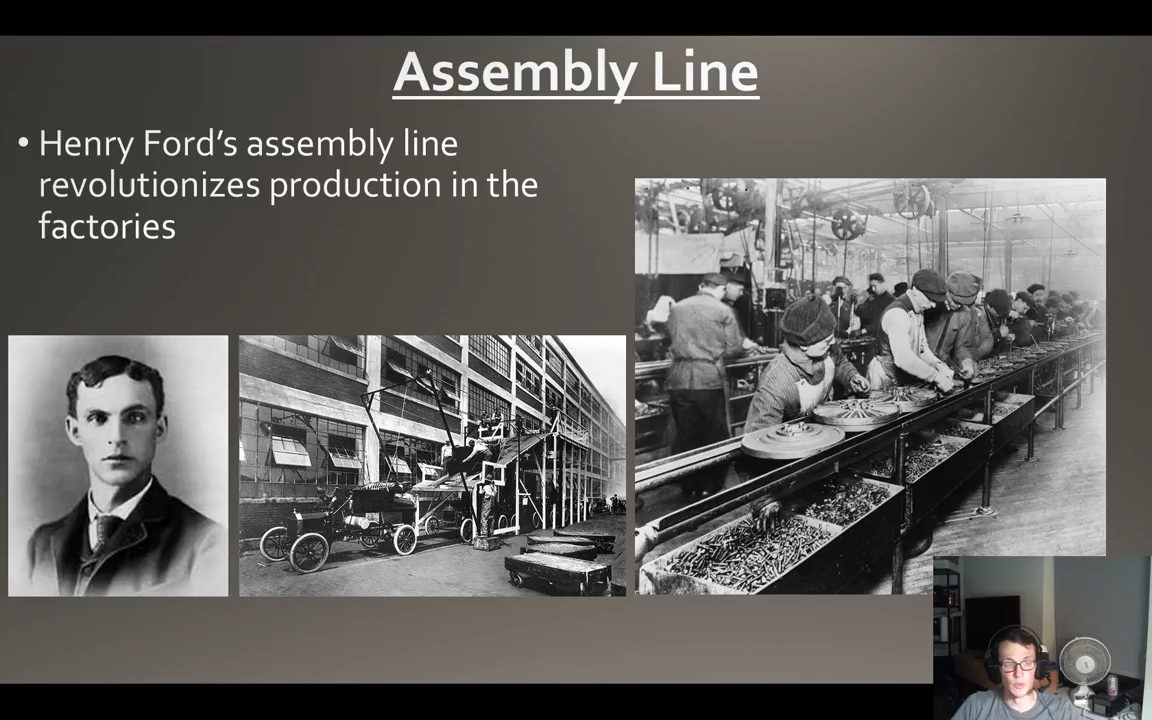 Assembly Line
• Henry Ford’s assembly line
revolutionizes production in the
factories